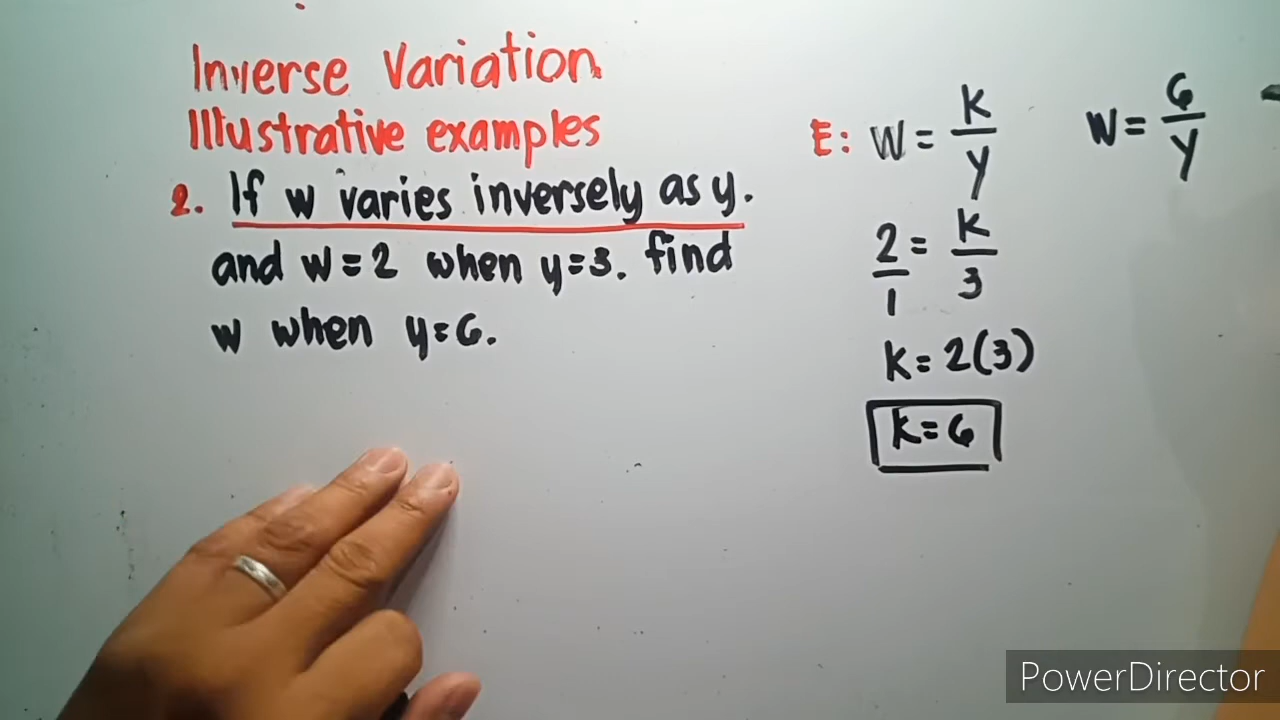 Inverse Variation
Illustrative examples
2. If w varies inversely as y.
and w=2 when y=3. find
w when y=6.
E: W = K/y
2/1 = K/3
K= 2(3)
K= 6
W= 6/y
PowerDirector